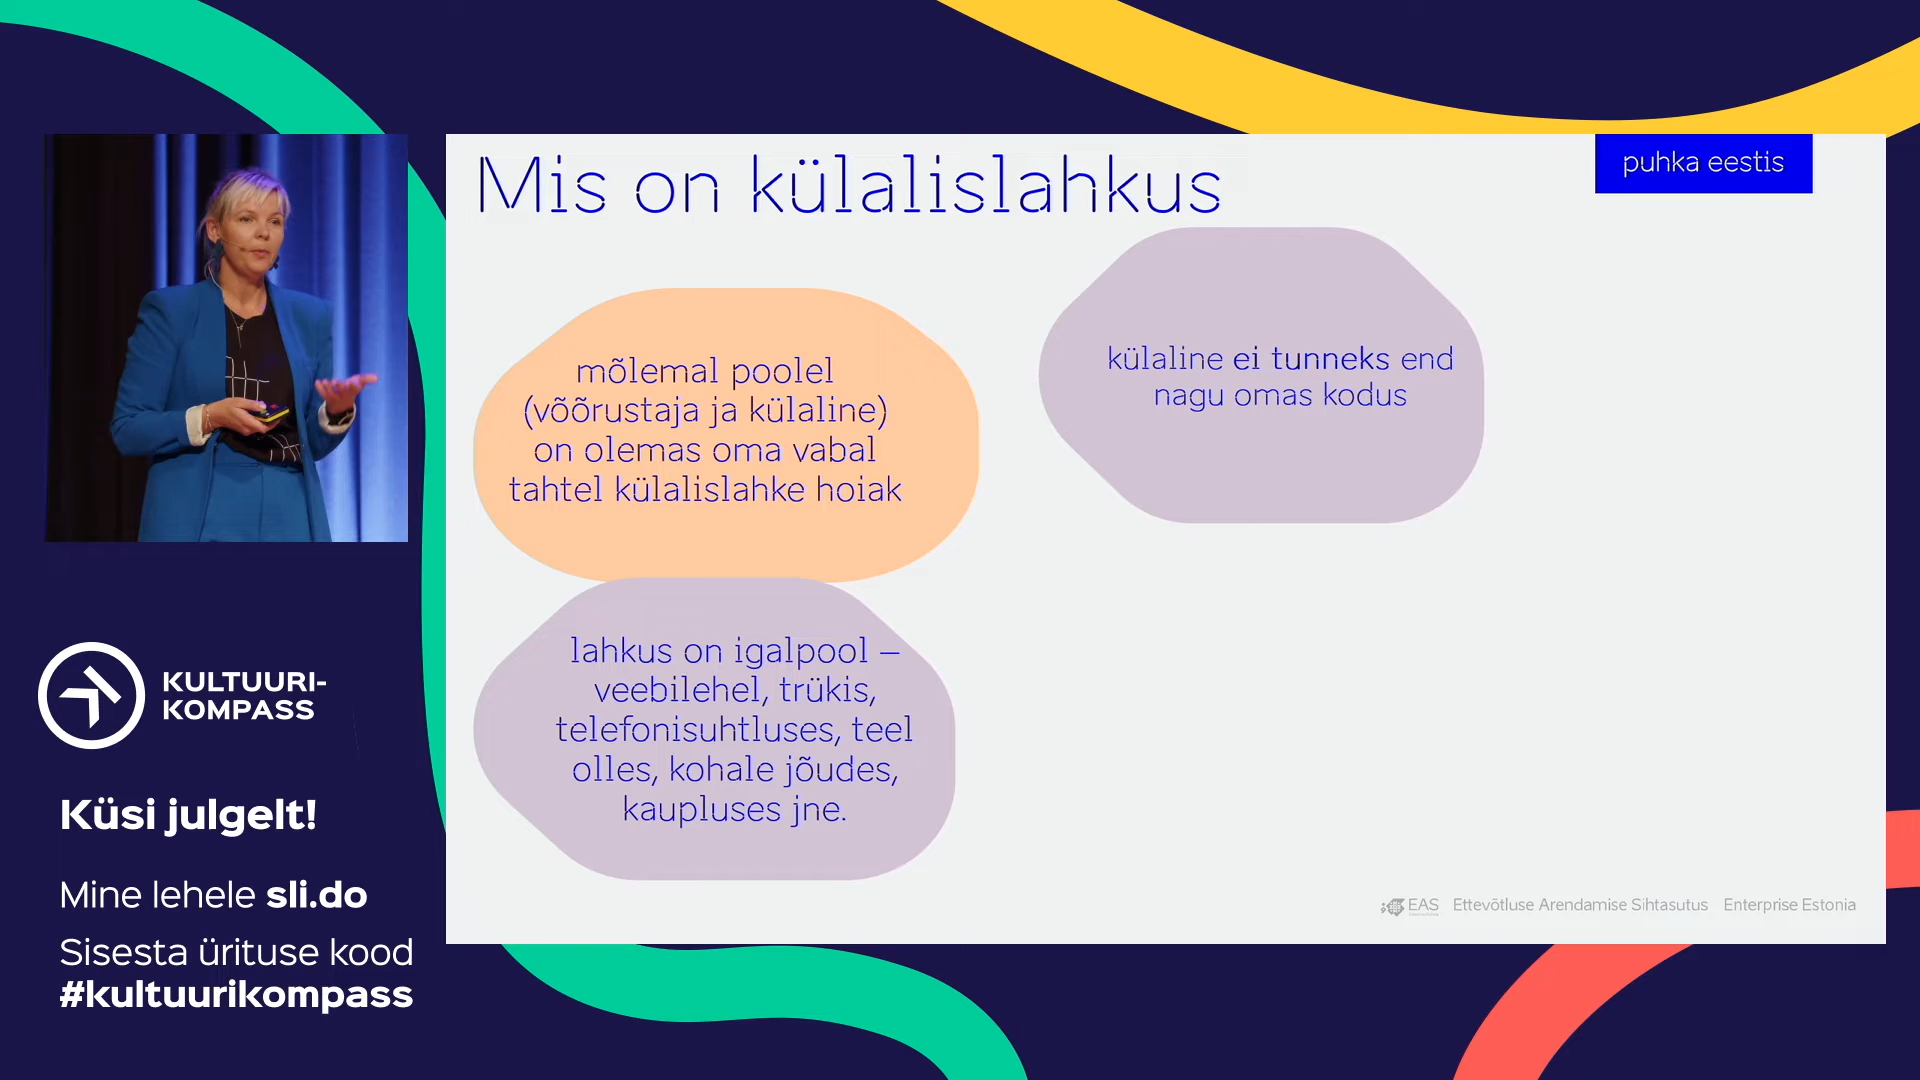 Mis on külalislahkus
puhka eestis
mõlemal poolel
(võõrustaja ja külaline)
on olemas oma vabal
tahtel külalislahke hoiak
külaline ei tunneks end
nagu omas kodus
lahkus on igalpool –
veebilehel, trükis,
telefonisuhtluses, teel
olles, kohale jõudes,
kaupluses jne.
EAS Ettevõtluse Arendamise Sihtasutus Enterprise Estonia
KULTUURI-
KOMPASS
Küsi julgelt!
Mine lehele sli.do
Sisesta ürituse kood
#kultuurikompass